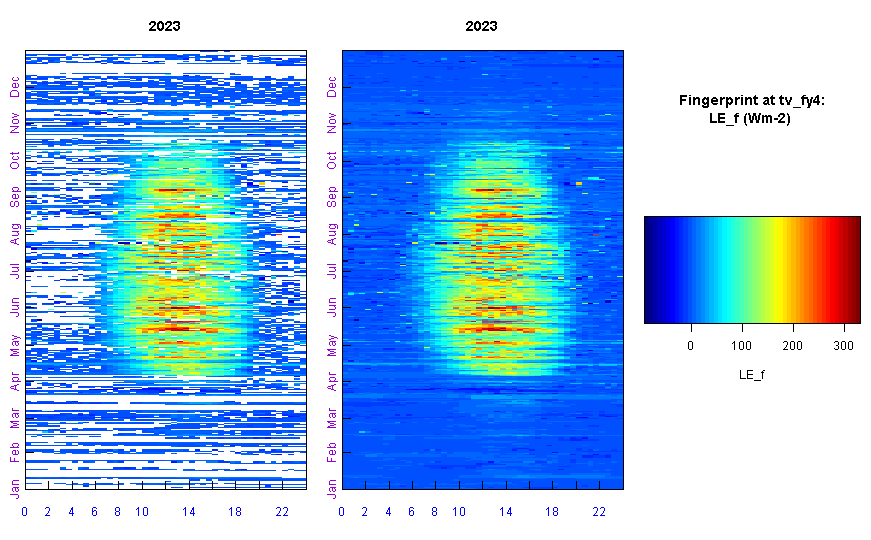 2023
2023
Fingerprint at tv_fy4:
LE_f (Wm-2)
Dec
Nov
Oct
Sep
Aug
Jul
Jun
May
Apr
Mar
Feb
Jan
Dec
Nov
Oct
Sep
Aug
Jul
Jun
May
Apr
Mar
Feb
Jan
0 2 4 6 8 10 14 18 22
0 2 4 6 8 10 14 18 22
0 100 200 300
LE_f